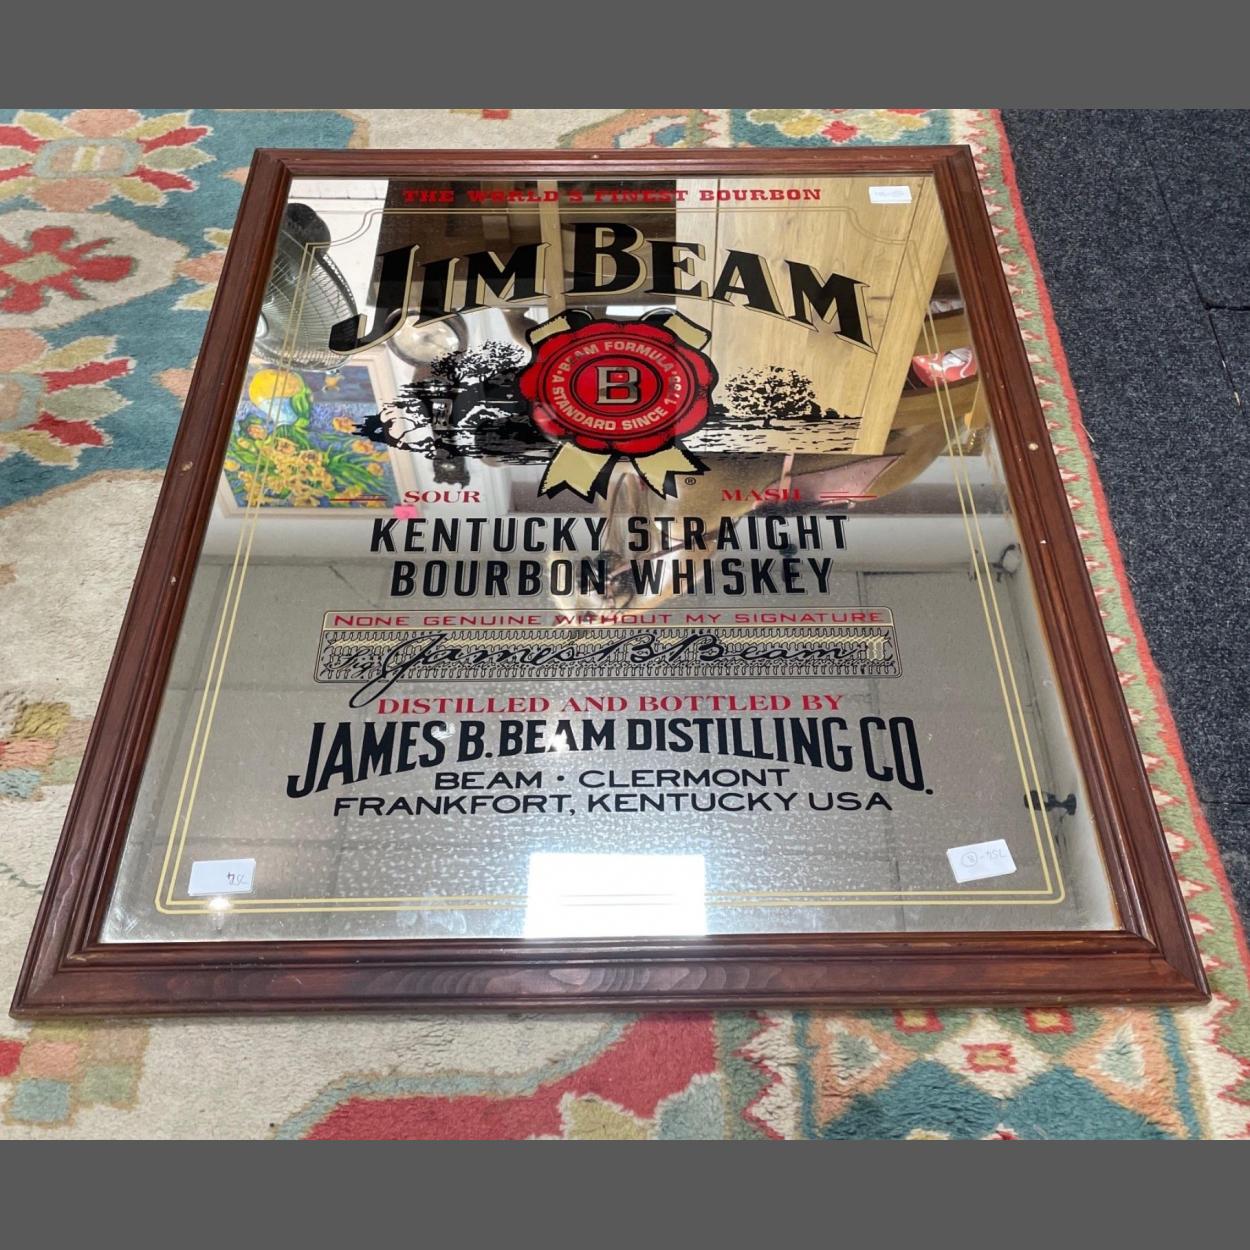 THE WORLD'S FINEST BOURBON
JIM BEAM
B. BEAM FORMULA
B
A STANDARD SINCE 1795
®
SOUR MASH
KENTUCKY STRAIGHT
BOURBON WHISKEY
NONE GENUINE WITHOUT MY SIGNATURE
James B. Beam
DISTILLED AND BOTTLED BY
JAMES B. BEAM DISTILLING CO.
BEAM · CLERMONT
FRANKFORT, KENTUCKY USA